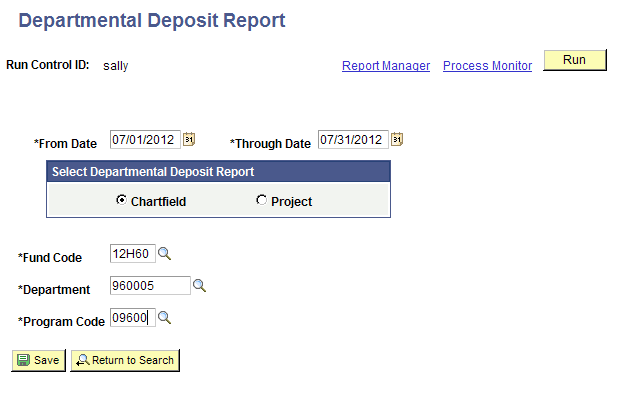 Departmental Deposit Report
Run Control ID: sally Report Manager Process Monitor Run
*From Date 07/01/2012 31 *Through Date 07/31/2012 31
Select Departmental Deposit Report
Chartfield Project
*Fund Code 12H60
*Department 960005
*Program Code 09600
Save Return to Search